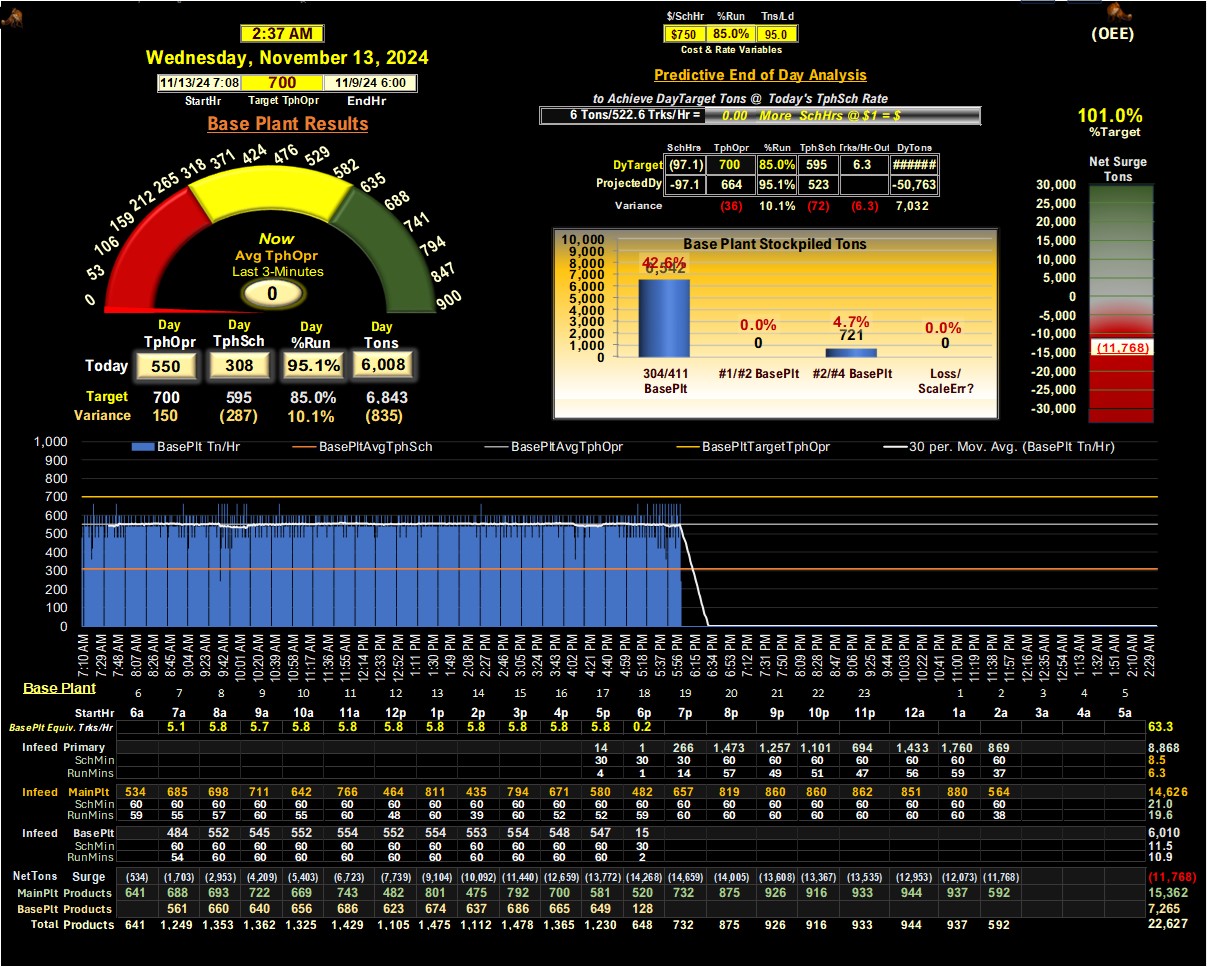 $/SchHr %Run Tns/Ld
2:37 AM
$750 85.0% 95.0
(OEE)
Cost & Rate Variables
Wednesday, November 13, 2024
Predictive End of Day Analysis
11/13/24 7:08 700 11/9/24 6:00
StartHr Target TphOpr EndHr
to Achieve DayTarget Tons @ Today's TphSch Rate
6 Tons/522.6 Trks/Hr = 0.00 More SchHrs @ $1 = $
Base Plant Results
101.0%
%Target
SchHrs TphOpr %Run TphSch Trks/Hr-Out DyTons
DyTarget (97.1) 700 85.0% 595 6.3 ######
ProjectedDy -97.1 664 95.1% 523 -50,763
Variance (36) 10.1% (72) (6.3) 7,032
Net Surge
Tons
30,000
25,000
20,000
15,000
10,000
5,000
0
-5,000
-10,000
(11,768)
-15,000
-20,000
-25,000
-30,000
0 53 106 159 212 265 318 371 424 476 529 582 635 688 741 794 847 900
Now
Avg TphOpr
Last 3-Minutes
0
Base Plant Stockpiled Tons
10,000
9,000
8,000
7,000
6,000
5,000
4,000
3,000
2,000
1,000
0
42.6% 0.0% 4.7% 0.0%
6,542 0 721 0
304/411 #1/#2 BasePlt #2/#4 BasePlt Loss/
BasePlt ScaleErr?
Day Day Day Day
TphOpr TphSch %Run Tons
Today 550 308 95.1% 6,008
Target 700 595 85.0% 6,843
Variance 150 (287) 10.1% (835)
BasePlt Tn/Hr BasePltAvgTphSch BasePltAvgTphOpr BasePltTargetTphOpr 30 per. Mov. Avg. (BasePlt Tn/Hr)
1,000
900
800
700
600
500
400
300
200
100
0
7:10 AM 7:29 AM 7:48 AM 8:07 AM 8:26 AM 8:45 AM 9:04 AM 9:23 AM 9:42 AM 10:01 AM 10:20 AM 10:39 AM 10:58 AM 11:17 AM 11:36 AM 11:55 AM 12:14 PM 12:33 PM 12:52 PM 1:11 PM 1:30 PM 1:49 PM 2:08 PM 2:27 PM 2:46 PM 3:05 PM 3:24 PM 3:43 PM 4:02 PM 4:21 PM 4:40 PM 4:59 PM 5:18 PM 5:37 PM 5:56 PM 6:15 PM 6:34 PM 6:53 PM 7:12 PM 7:31 PM 7:50 PM 8:09 PM 8:28 PM 8:47 PM 9:06 PM 9:25 PM 9:44 PM 10:03 PM 10:22 PM 10:41 PM 11:00 PM 11:19 PM 11:38 PM 11:57 PM 12:16 AM 12:35 AM 12:54 AM 1:13 AM 1:32 AM 1:51 AM 2:10 AM 2:29 AM
Base Plant 6 7 8 9 10 11 12 13 14 15 16 17 18 19 20 21 22 23 1 2 3 4 5
StartHr 6a 7a 8a 9a 10a 11a 12p 1p 2p 3p 4p 5p 6p 7p 8p 9p 10p 11p 12a 1a 2a 3a 4a 5a
BasePlt Equiv. Trks/Hr 5.1 5.8 5.7 5.8 5.8 5.8 5.8 5.8 5.8 5.8 5.8 0.2 63.3
Infeed Primary 14 1 266 1,473 1,257 1,101 694 1,433 1,760 869 8,868
SchMin 30 30 30 60 60 60 60 60 60 60 8.5
RunMins 4 1 14 57 49 51 47 56 59 37 6.3
Infeed MainPlt 534 685 698 711 642 766 464 811 435 794 671 580 482 657 819 860 860 862 851 880 564 14,626
SchMin 60 60 60 60 60 60 60 60 60 60 60 60 60 60 60 60 60 60 60 60 60 21.0
RunMins 59 55 57 60 55 60 48 60 39 60 52 52 59 60 60 60 60 60 60 60 38 19.6
Infeed BasePlt 484 552 545 552 554 552 554 553 554 548 547 15 6,010
SchMin 60 60 60 60 60 60 60 60 60 60 60 30 11.5
RunMins 54 60 60 60 60 60 60 60 60 60 60 2 10.9
NetTons Surge (534) (1,703) (2,953) (4,209) (5,403) (6,723) (7,739) (9,104) (10,092) (11,440) (12,659) (13,772) (14,268) (14,659) (14,005) (13,608) (13,367) (13,535) (12,953) (12,073) (11,768) (11,768)
MainPlt Products 641 688 693 722 669 743 482 801 475 792 700 581 520 732 875 926 916 933 944 937 592 15,362
BasePlt Products 561 660 640 656 686 623 674 637 686 665 649 128 7,265
Total Products 641 1,249 1,353 1,362 1,325 1,429 1,105 1,475 1,112 1,478 1,365 1,230 648 732 875 926 916 933 944 937 592 22,627